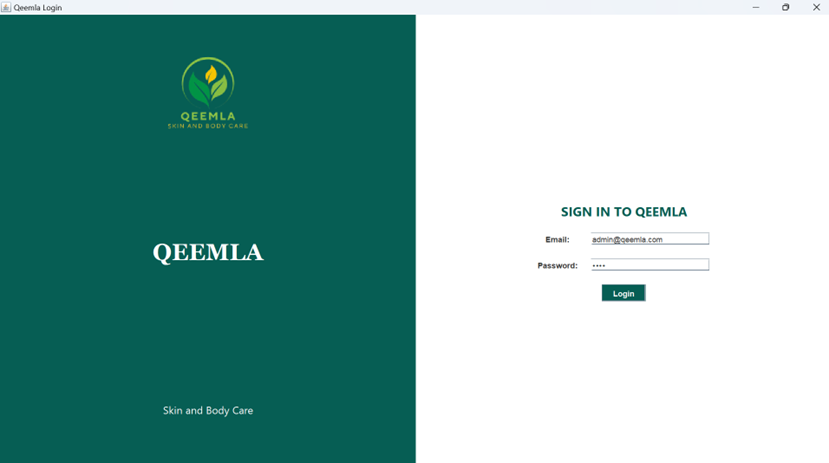 Qeemla Login
QEEMLA
SKIN AND BODY CARE
QEEMLA
Skin and Body Care
SIGN IN TO QEEMLA
Email: admin@qeemla.com
Password: ••••
Login